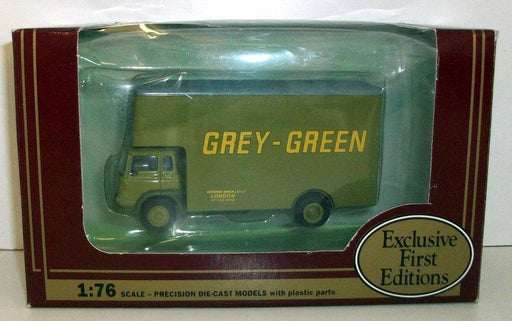 GREY-GREEN
LONDON
Exclusive
First
Editions
1:76 SCALE - PRECISION DIE-CAST MODELS with plastic parts